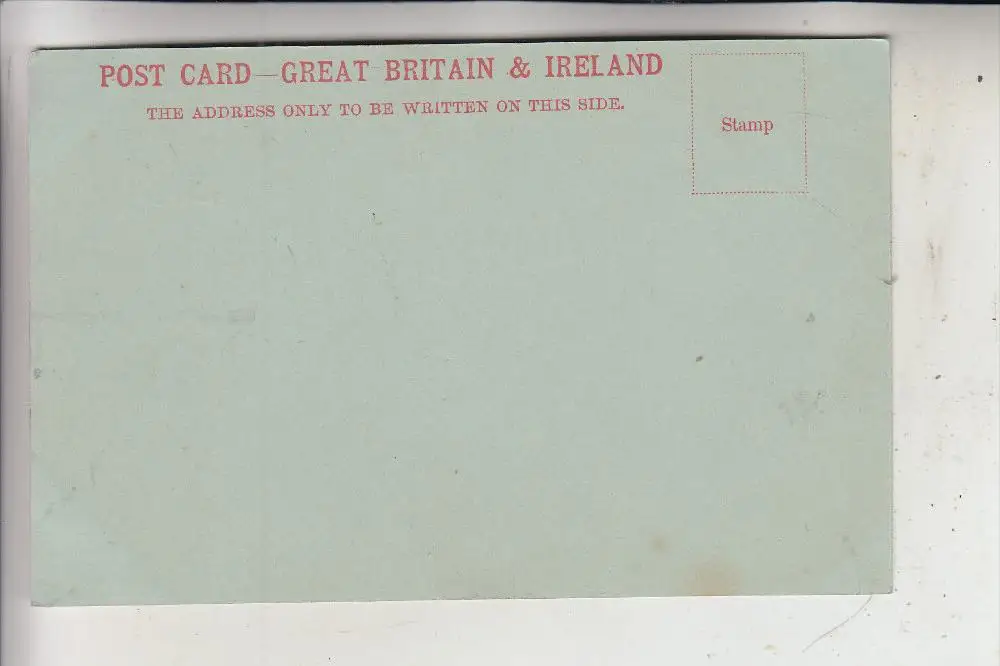 POST CARD—GREAT BRITAIN & IRELAND
THE ADDRESS ONLY TO BE WRITTEN ON THIS SIDE.
Stamp